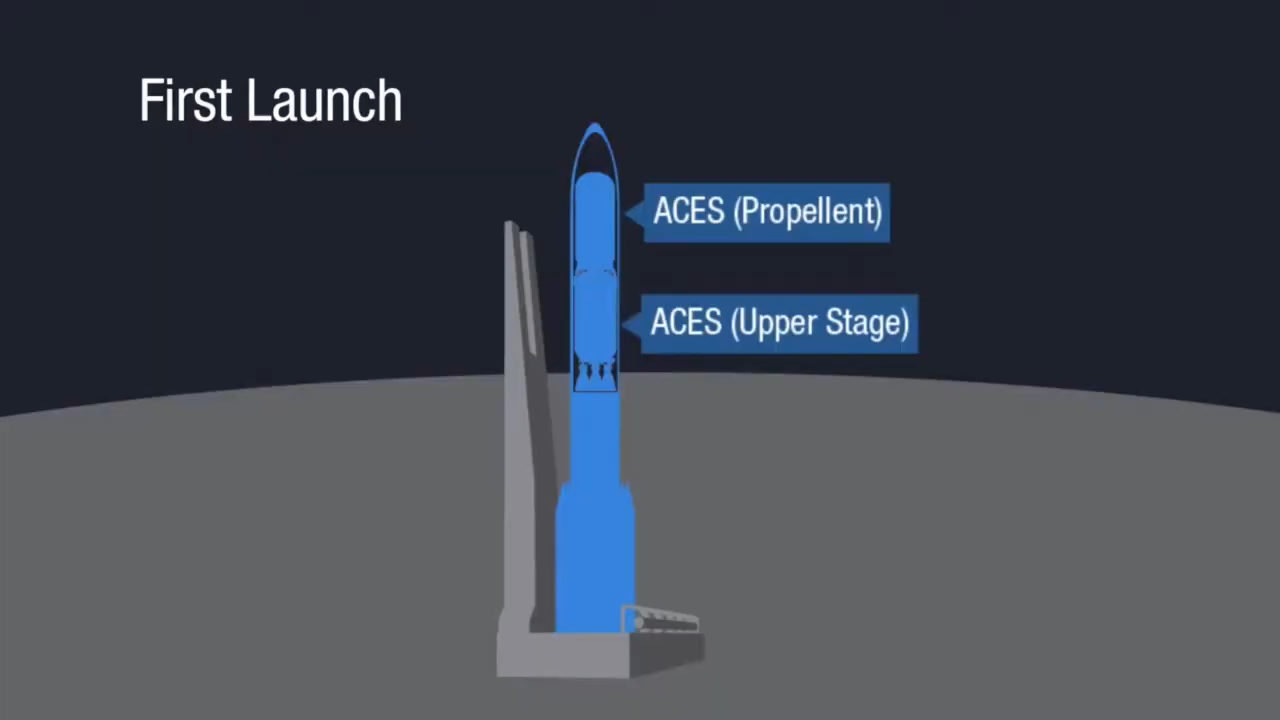 First Launch
ACES (Propellent)
ACES (Upper Stage)